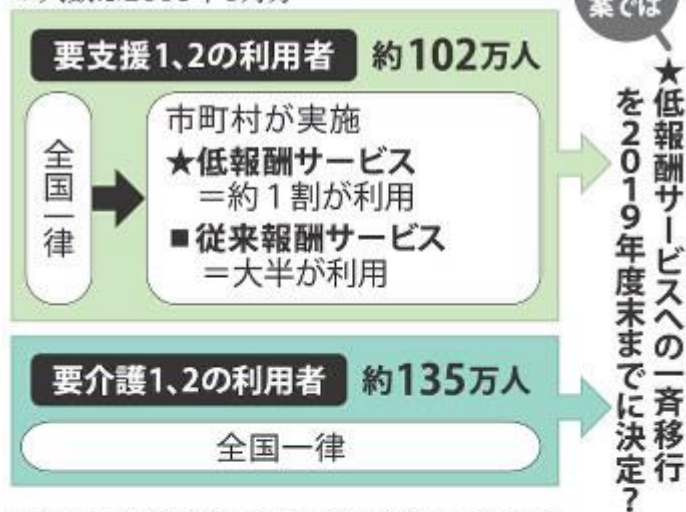 業では
要支援1、2の利用者 約102万人
全国一律
市町村が実施
★低報酬サービス
=約1割が利用
■従来報酬サービス
=大半が利用
要介護1、2の利用者 約135万人
全国一律
★低報酬サービスへの一斉移行
を2019年度末までに決定?